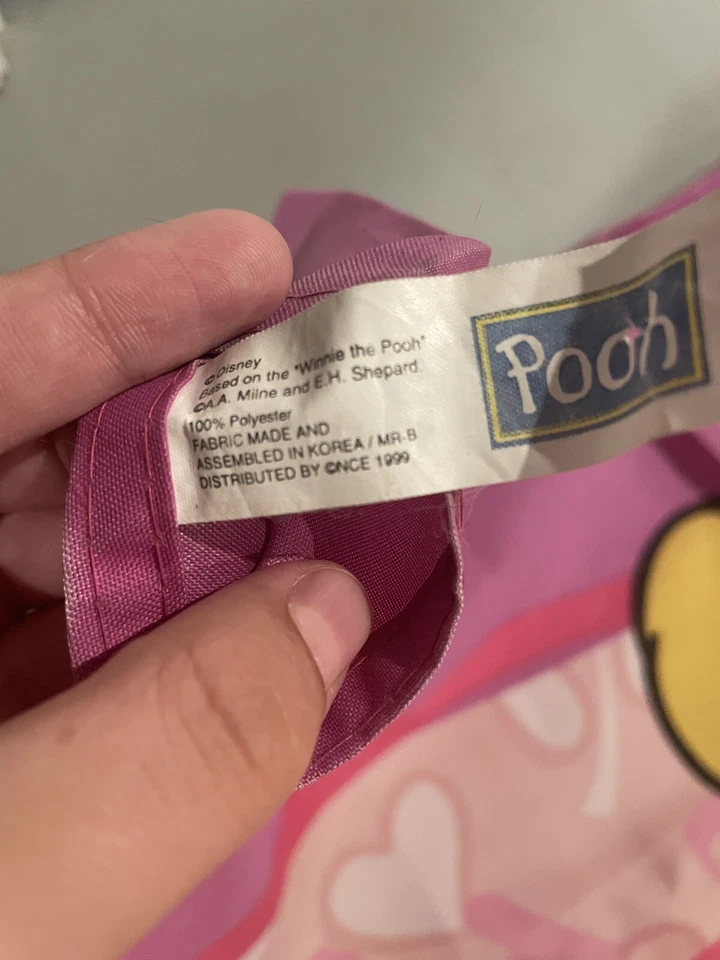 © Disney
Based on the "Winnie the Pooh"
©A.A. Milne and E.H. Shepard.
100% Polyester
FABRIC MADE AND
ASSEMBLED IN KOREA / MR-B
DISTRIBUTED BY ©NCE 1999
Pooh